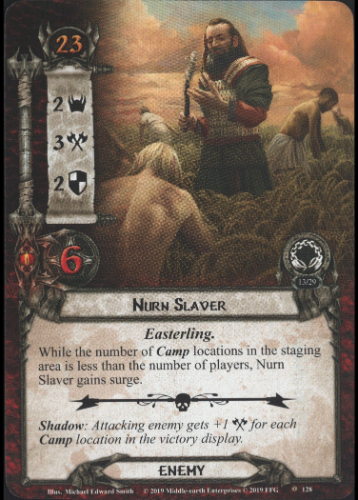 23
2
3
2
6
13/29
Nurn Slaver
Easterling.
While the number of Camp locations in the staging
area is less than the number of players, Nurn
Slaver gains surge.
Shadow: Attacking enemy gets +1 for each
Camp location in the victory display.
ENEMY
Illus. Michael Edward Smith © 2019 Middle-earth Enterprises © 2019 FFG 128